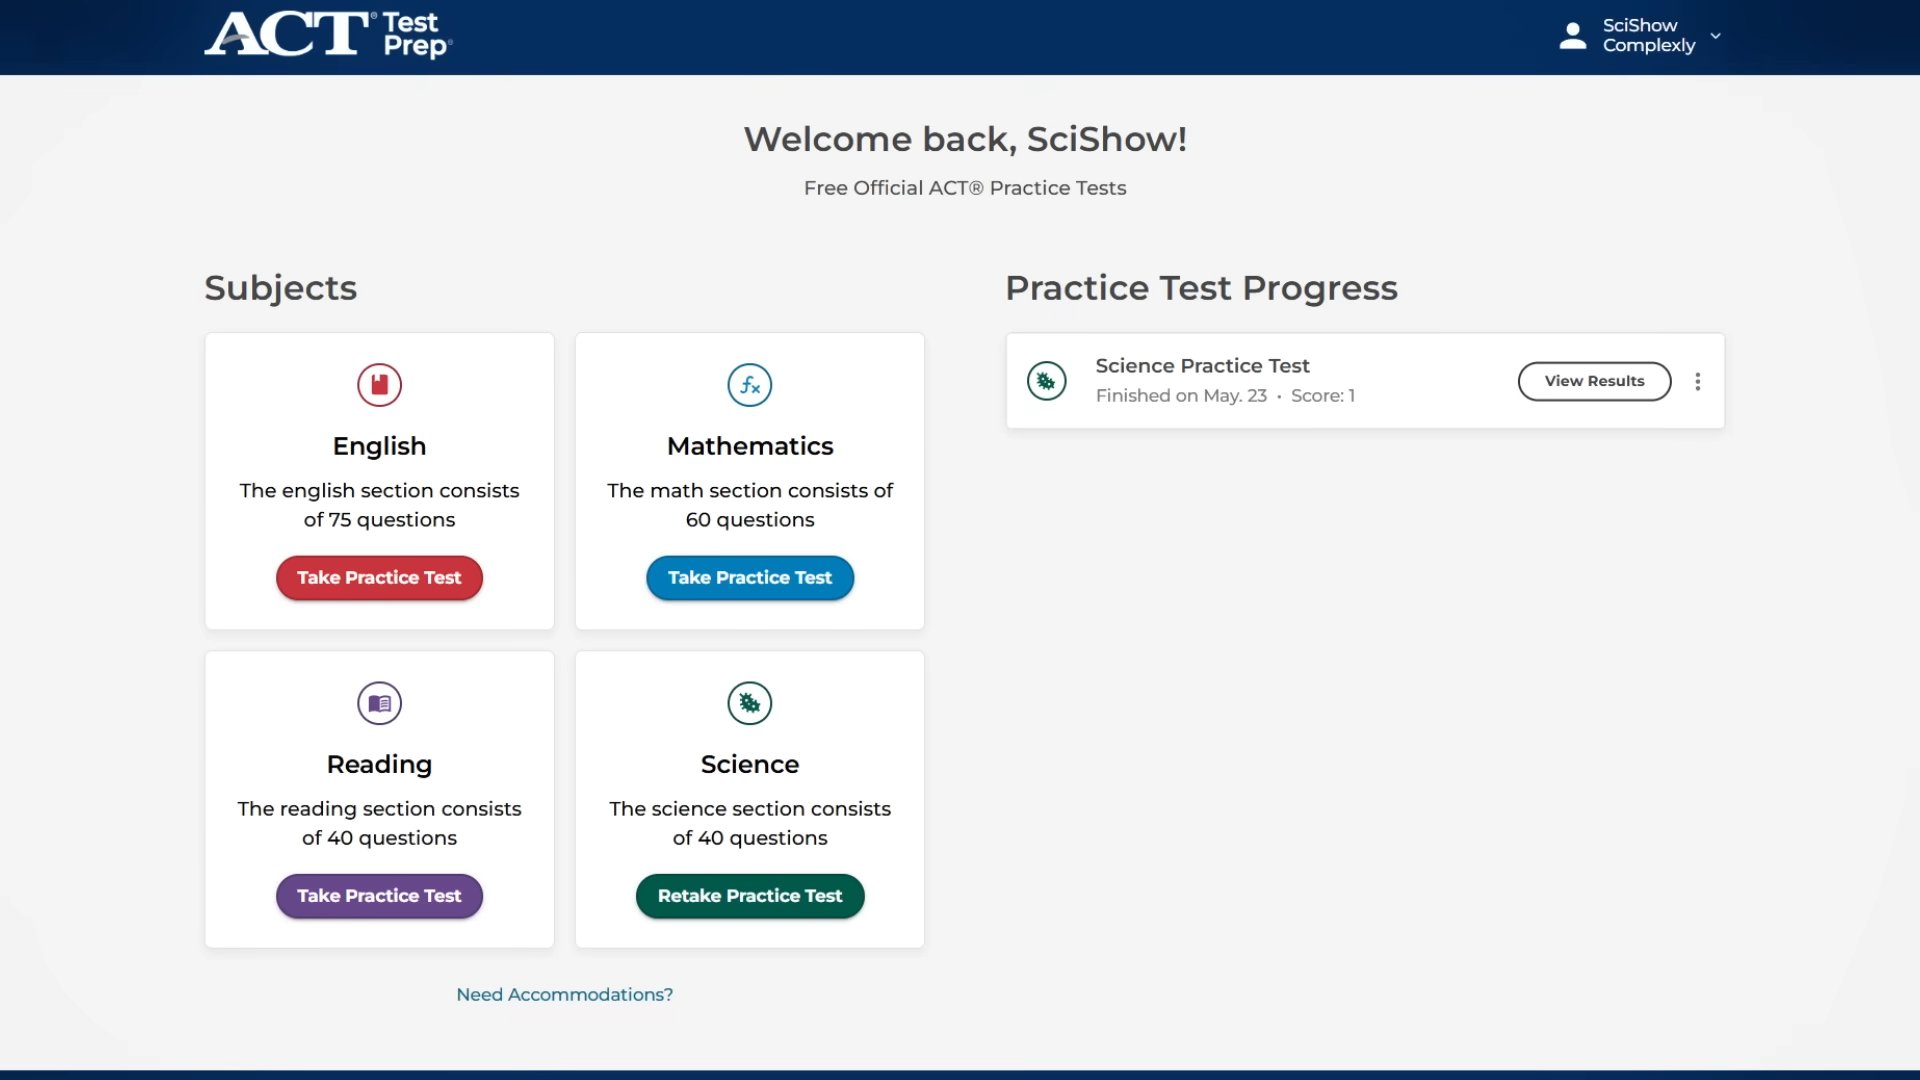 ACT® Test Prep®
SciShow
Complexly
Welcome back, SciShow!
Free Official ACT® Practice Tests
Subjects
English
The english section consists
of 75 questions
Take Practice Test
Mathematics
The math section consists of
60 questions
Take Practice Test
Reading
The reading section consists
of 40 questions
Take Practice Test
Science
The science section consists
of 40 questions
Retake Practice Test
Need Accommodations?
Practice Test Progress
Science Practice Test
Finished on May. 23 • Score: 1
View Results